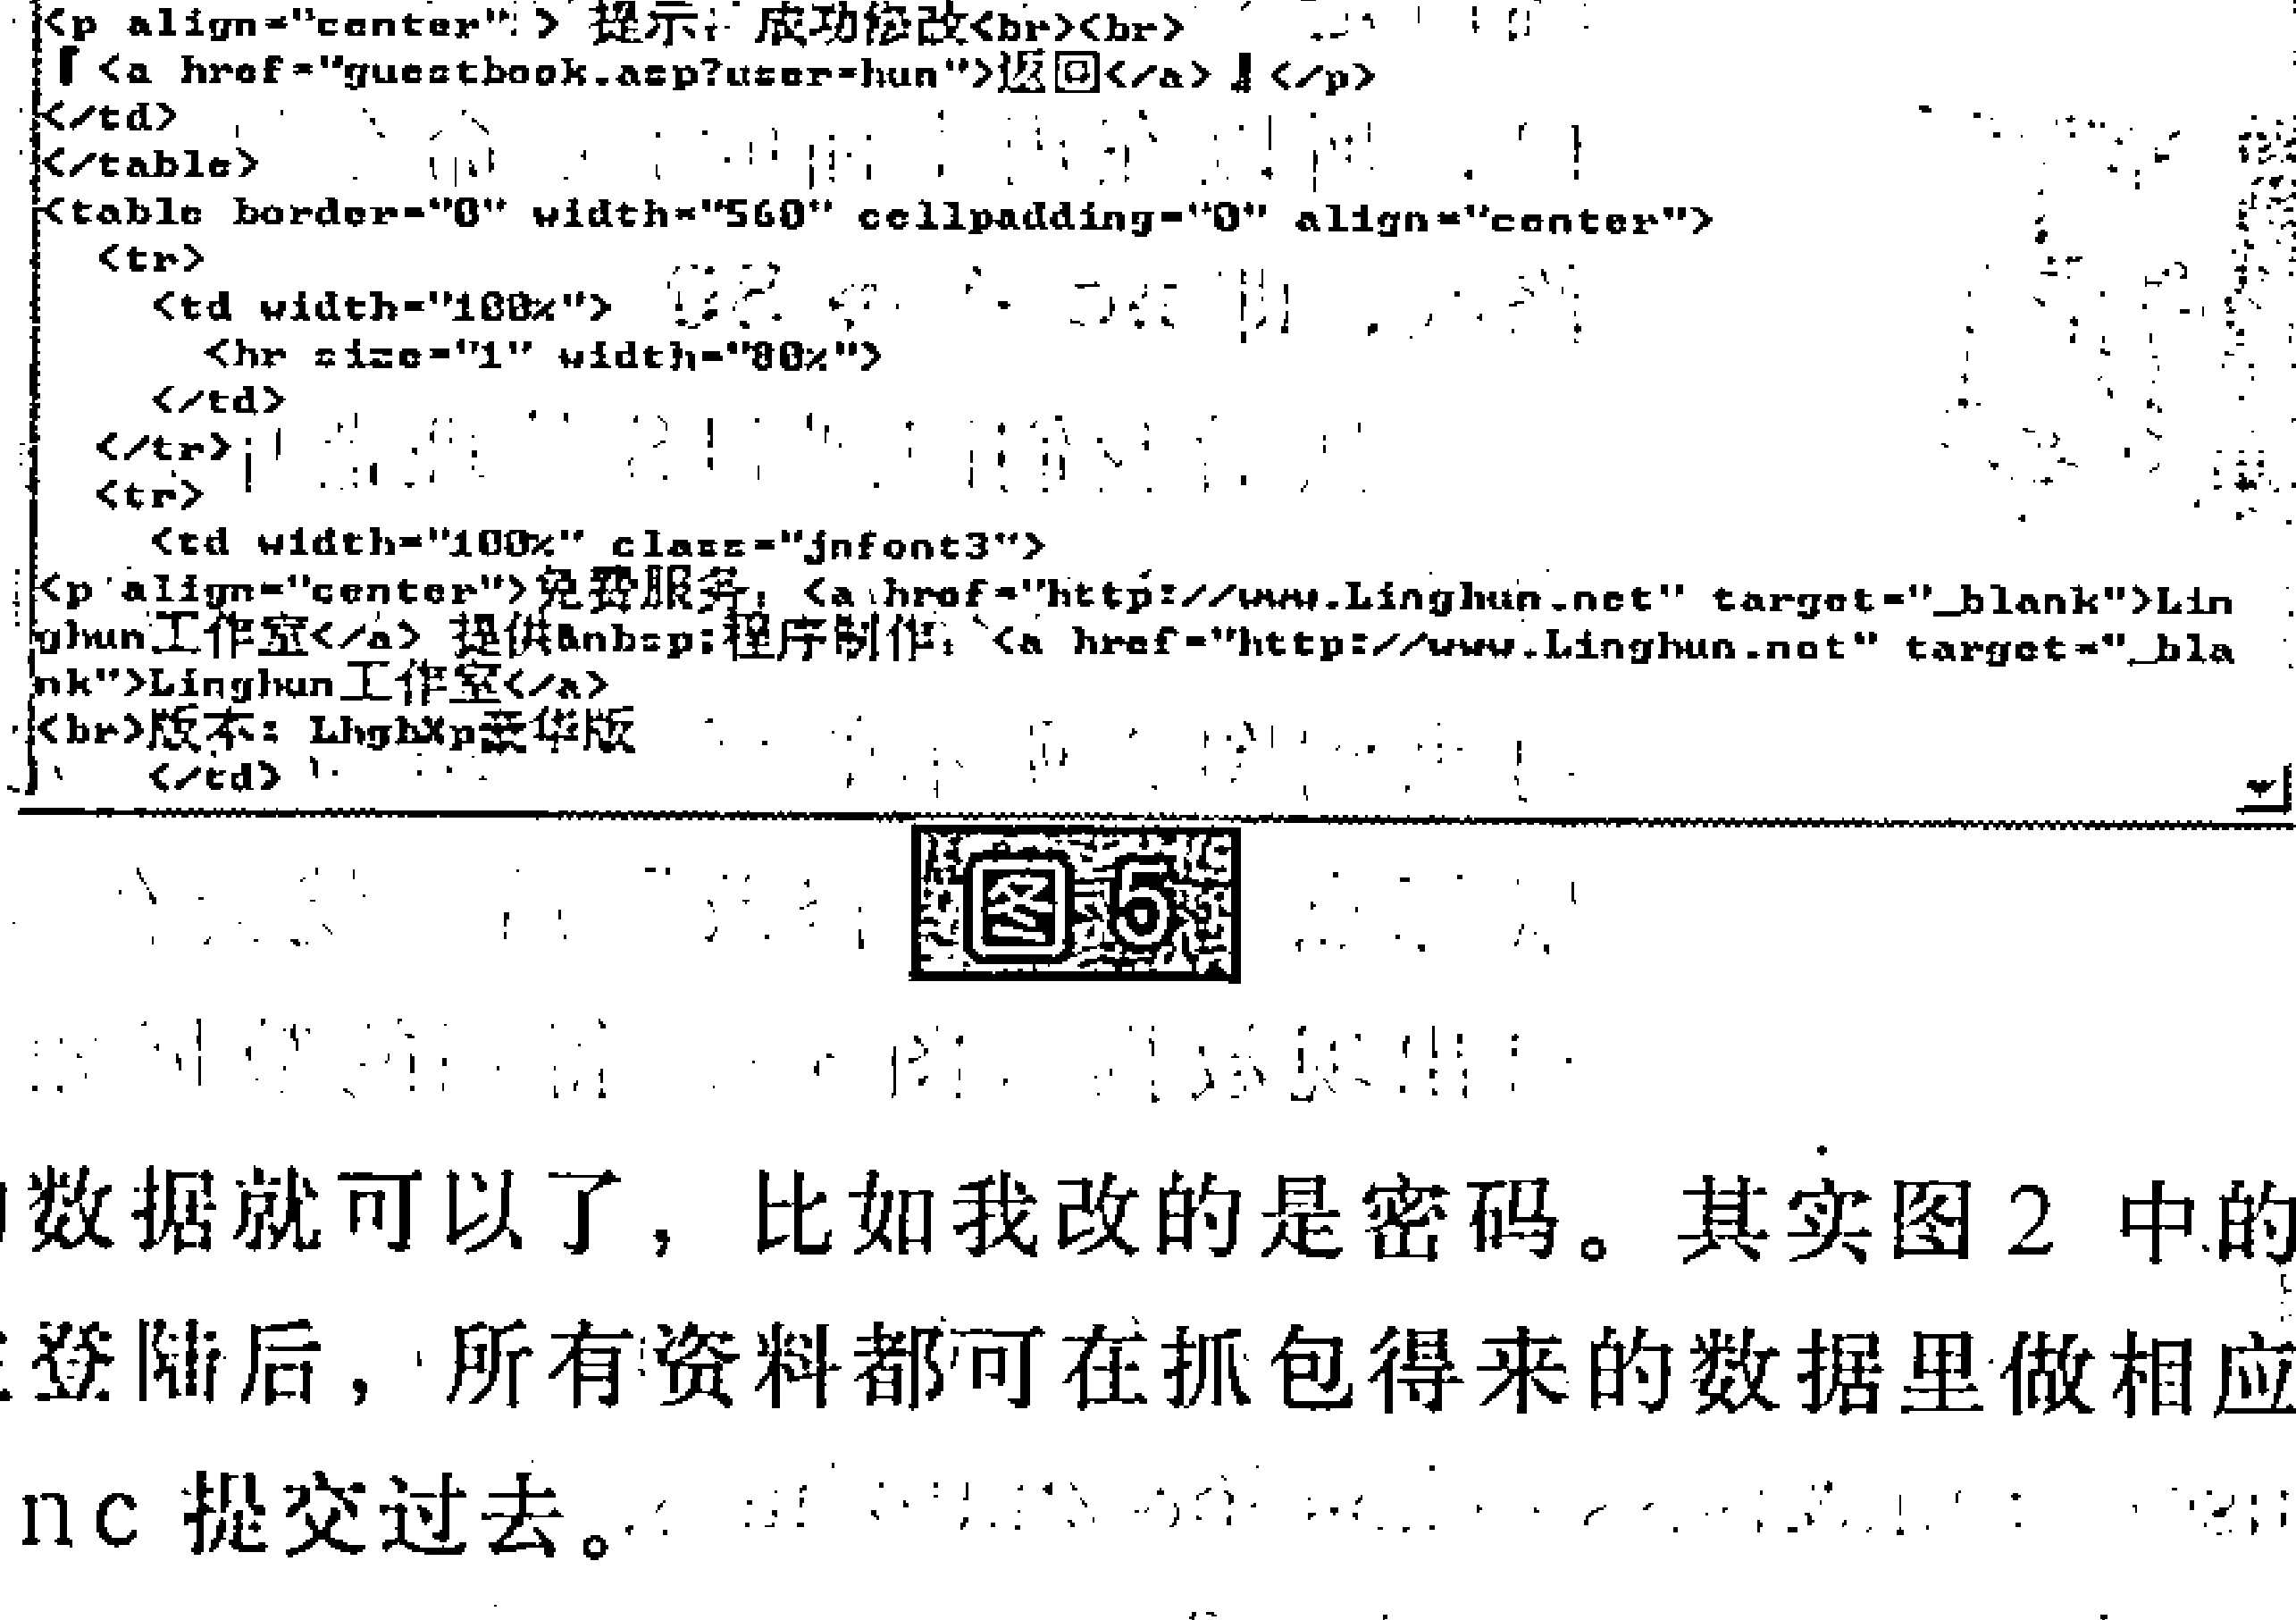 <p align="center" > 提示：成功修改<br><br>
『<a href="guestbook.asp?user=hun">返回</a>』</p>
</td>
</table>
<table border="0" width="560" cellpadding="0" align="center">
<tr>
<td width="100%">
<hr size="1" width="80%">
</td>
</tr>
<tr>
<td width="100%" class="jnfont3">
<p align="center">免费服务：<a href="http://www.Linghun.net" target="_blank">Lin
ghun工作室</a> 提供&nbsp;程序制作：<a href="http://www.Linghun.net" target="_bla
nk">Linghun工作室</a>
<br>版本：LhgbXp豪华版
</td>
图 5
数据就可以了，比如我改的是密码。其实图2 中的
登陆后，所有资料都可在抓包得来的数据里做相应
nc 提交过去。